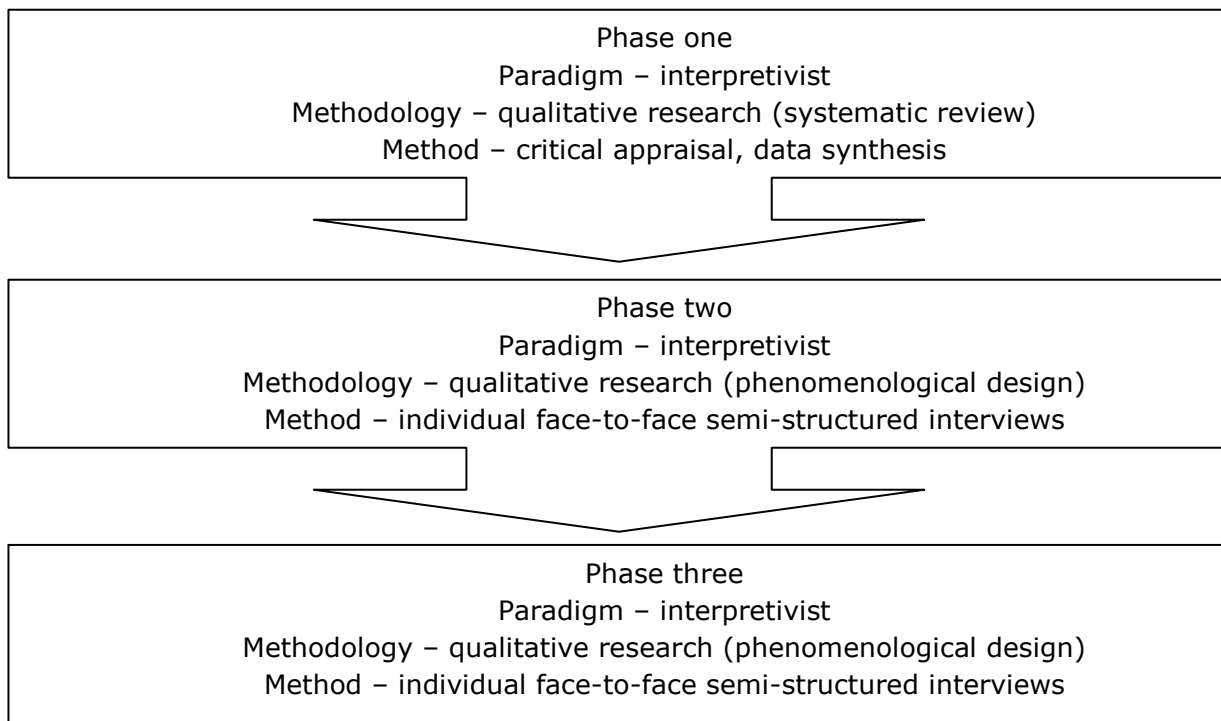 Phase one
Paradigm – interpretivist
Methodology – qualitative research (systematic review)
Method – critical appraisal, data synthesis
Phase two
Paradigm – interpretivist
Methodology – qualitative research (phenomenological design)
Method – individual face-to-face semi-structured interviews
Phase three
Paradigm – interpretivist
Methodology – qualitative research (phenomenological design)
Method – individual face-to-face semi-structured interviews